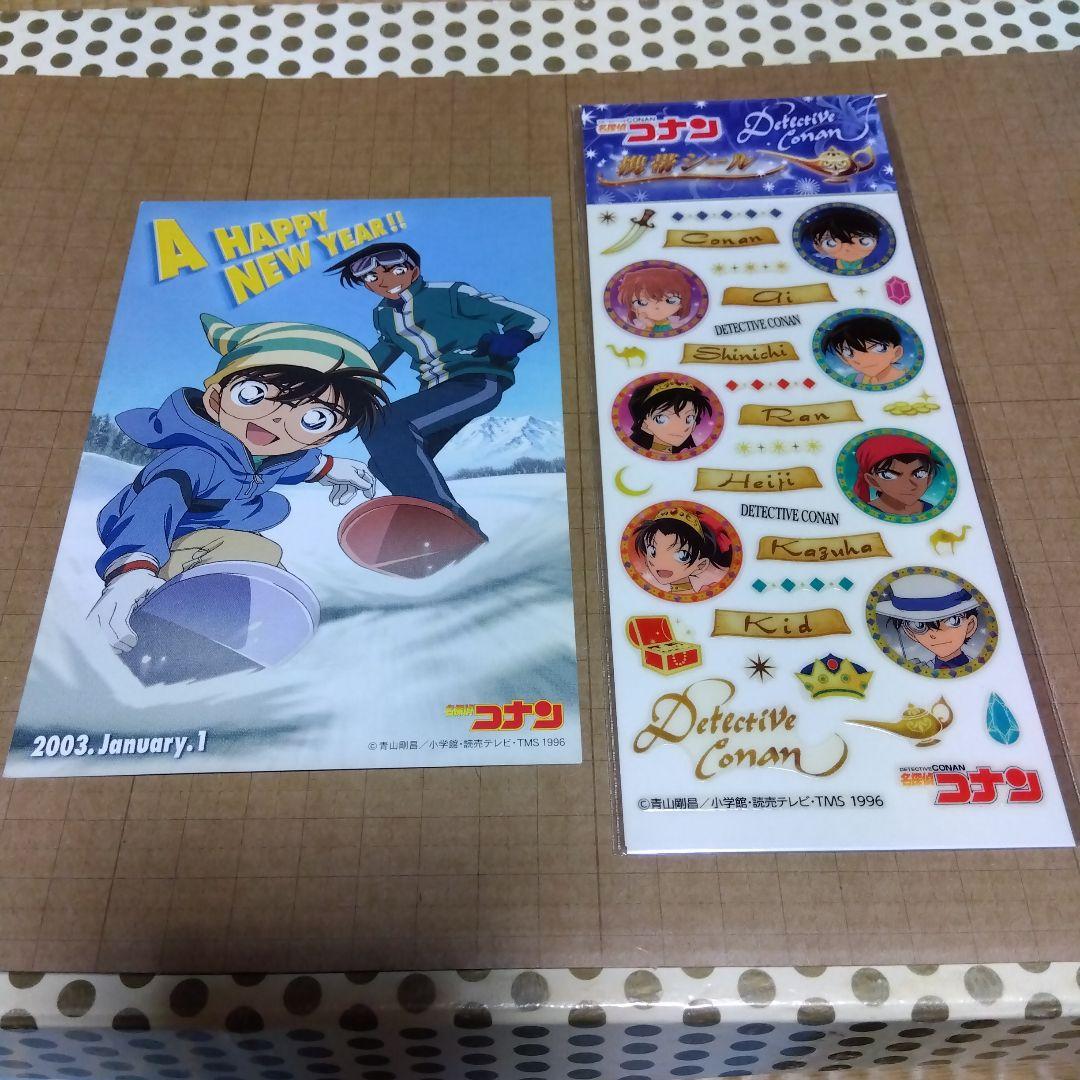 A HAPPY
NEW YEAR!!
2003.January.1
名探偵コナン
©青山剛昌／小学館・読売テレビ・TMS 1996
DETECTIVE CONAN
名探偵コナン
Detective
Conan
携帯シール
Conan
Ai
DETECTIVE CONAN
Shinichi
Ran
Heiji
DETECTIVE CONAN
Kazuha
Kid
Detective
Conan
DETECTIVE CONAN
名探偵コナン
©青山剛昌／小学館・読売テレビ・TMS 1996